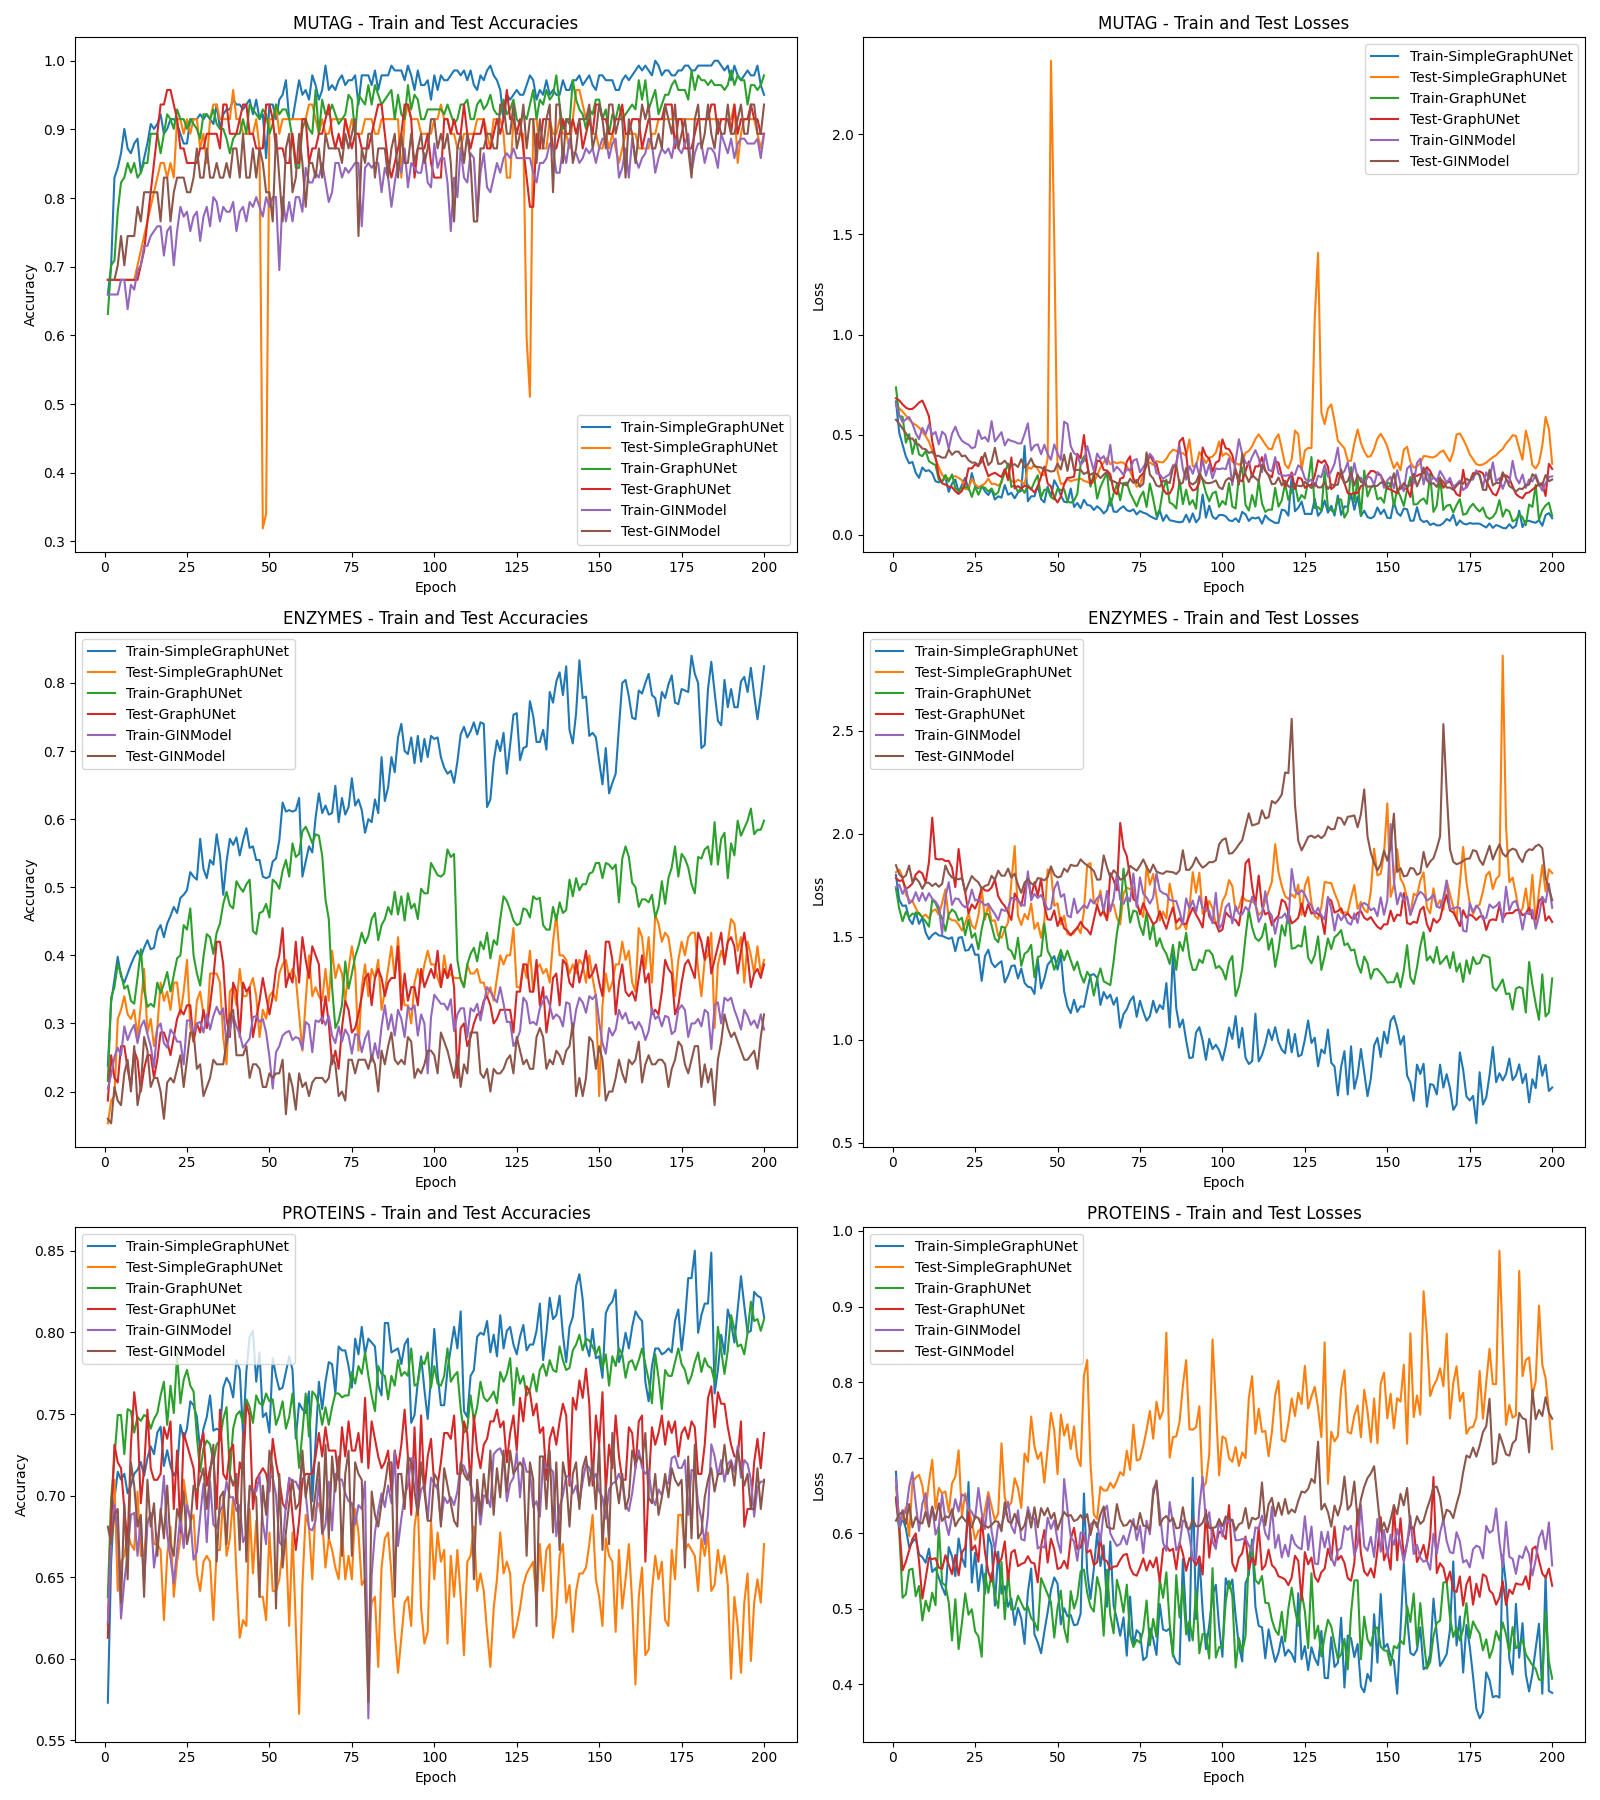 MUTAG - Train and Test Accuracies
Accuracy
1.0
0.9
0.8
0.7
0.6
0.5
0.4
0.3
Train-SimpleGraphUNet
Test-SimpleGraphUNet
Train-GraphUNet
Test-GraphUNet
Train-GINModel
Test-GINModel
0 25 50 75 100 125 150 175 200
Epoch
MUTAG - Train and Test Losses
Loss
2.0
1.5
1.0
0.5
0.0
Train-SimpleGraphUNet
Test-SimpleGraphUNet
Train-GraphUNet
Test-GraphUNet
Train-GINModel
Test-GINModel
0 25 50 75 100 125 150 175 200
Epoch
ENZYMES - Train and Test Accuracies
Accuracy
0.8
0.7
0.6
0.5
0.4
0.3
0.2
Train-SimpleGraphUNet
Test-SimpleGraphUNet
Train-GraphUNet
Test-GraphUNet
Train-GINModel
Test-GINModel
0 25 50 75 100 125 150 175 200
Epoch
ENZYMES - Train and Test Losses
Loss
2.5
2.0
1.5
1.0
0.5
Train-SimpleGraphUNet
Test-SimpleGraphUNet
Train-GraphUNet
Test-GraphUNet
Train-GINModel
Test-GINModel
0 25 50 75 100 125 150 175 200
Epoch
PROTEINS - Train and Test Accuracies
Accuracy
0.85
0.80
0.75
0.70
0.65
0.60
0.55
Train-SimpleGraphUNet
Test-SimpleGraphUNet
Train-GraphUNet
Test-GraphUNet
Train-GINModel
Test-GINModel
0 25 50 75 100 125 150 175 200
Epoch
PROTEINS - Train and Test Losses
Loss
1.0
0.9
0.8
0.7
0.6
0.5
0.4
Train-SimpleGraphUNet
Test-SimpleGraphUNet
Train-GraphUNet
Test-GraphUNet
Train-GINModel
Test-GINModel
0 25 50 75 100 125 150 175 200
Epoch